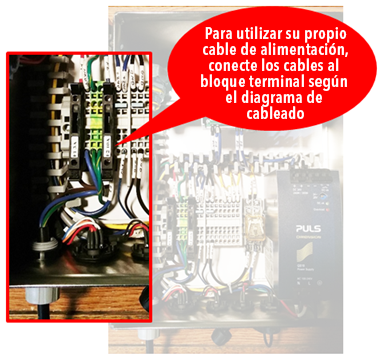 Para utilizar su propio
cable de alimentación,
conecte los cables al
bloque terminal según
el diagrama de
cableado
PULS